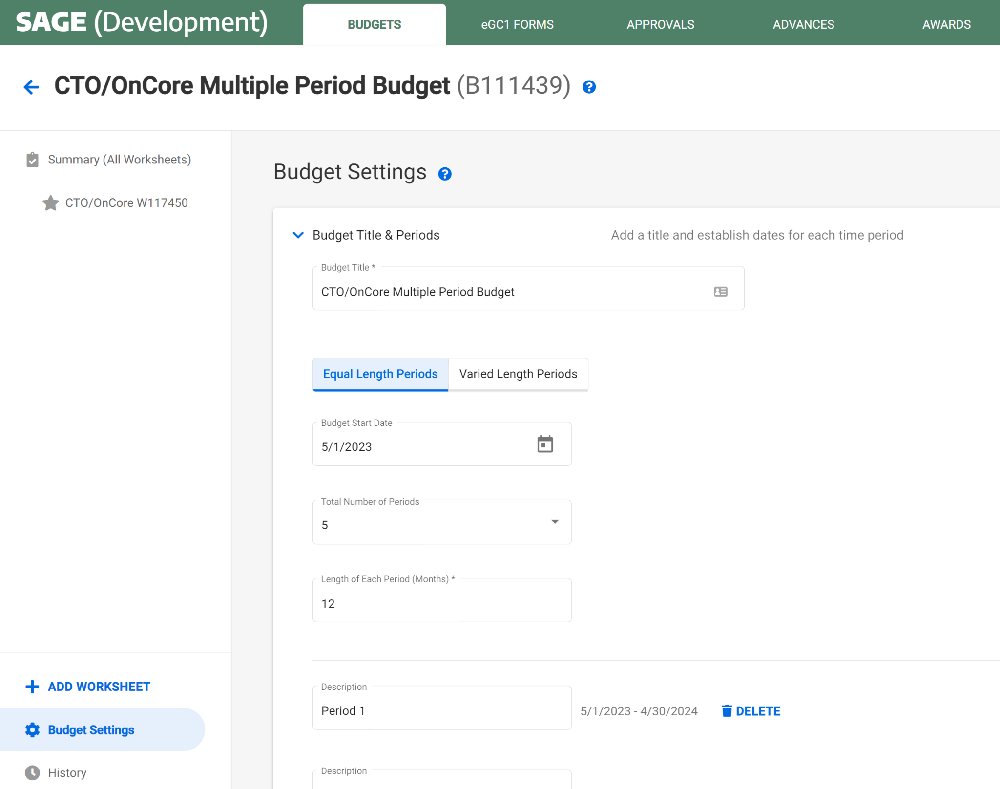 SAGE (Development)
BUDGETS
eGC1 FORMS
APPROVALS
ADVANCES
AWARDS
CTO/OnCore Multiple Period Budget (B111439)
Summary (All Worksheets)
CTO/OnCore W117450
Budget Settings
Budget Title & Periods
Add a title and establish dates for each time period
Budget Title *
CTO/OnCore Multiple Period Budget
Equal Length Periods
Varied Length Periods
Budget Start Date
5/1/2023
Total Number of Periods
5
Length of Each Period (Months) *
12
ADD WORKSHEET
Budget Settings
History
Description
Period 1
5/1/2023 - 4/30/2024
DELETE
Description